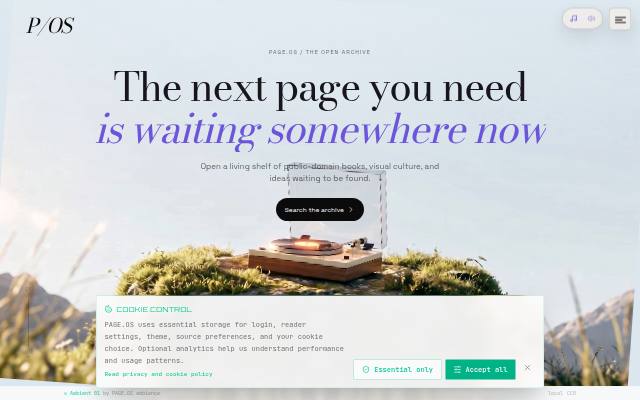 P/OS
PAGE.OS / THE OPEN ARCHIVE
The next page you need
is waiting somewhere now
Open a living shelf of public-domain books, visual culture, and
ideas waiting to be found.
Search the archive
COOKIE CONTROL
PAGE.OS uses essential storage for login, reader
settings, theme, source preferences, and your cookie
choice. Optional analytics help us understand performance
and usage patterns.
Read privacy and cookie policy
Essential only
Accept all
Ambient 01 by PAGE.OS ambience
local CC0